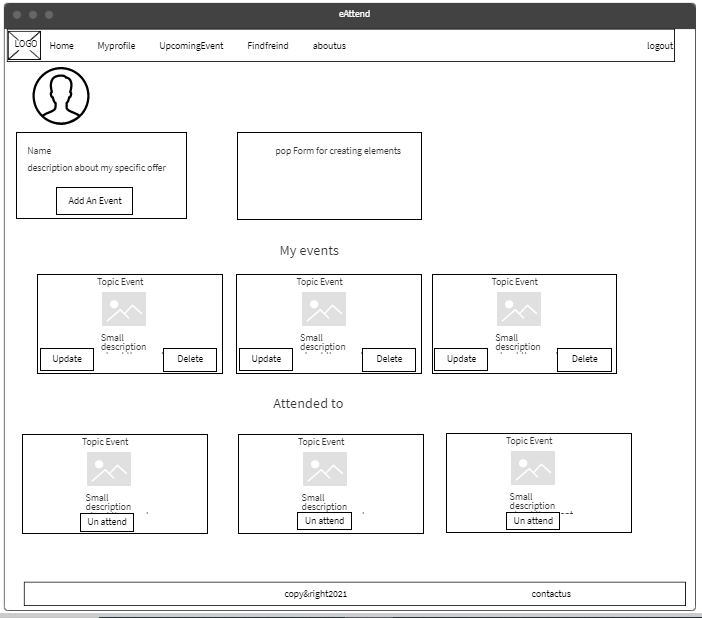 eAttend
LOGO Home Myprofile UpcomingEvent Findfreind aboutus logout
Name
description about my specific offer
Add An Event
pop Form for creating elements
My events
Topic Event
Small
description
Update Delete
Topic Event
Small
description
Update Delete
Topic Event
Small
description
Update Delete
Attended to
Topic Event
Small
description
Un attend
Topic Event
Small
description
Un attend
Topic Event
Small
description
Un attend
copy&right2021 contactus